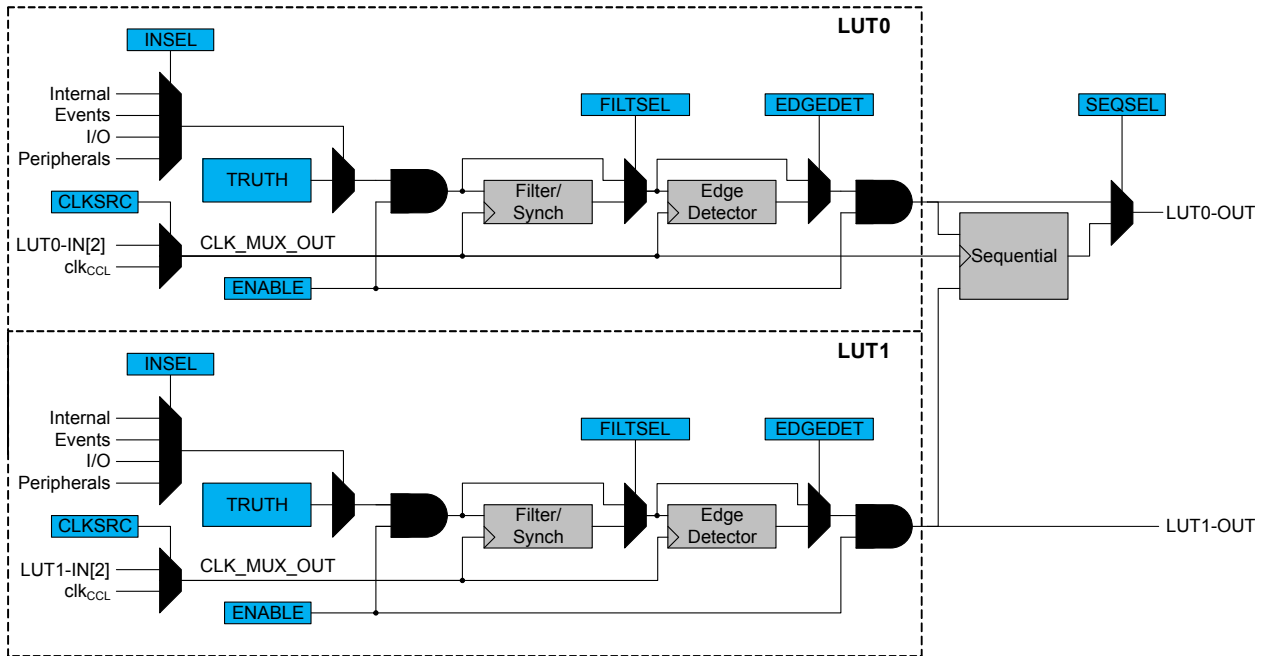 LUT0
INSEL
Internal
Events
I/O
Peripherals
FILTSEL
EDGEDET
SEQSEL
TRUTH
Filter/
Synch
Edge
Detector
CLKSRC
LUT0-IN[2]
clkCCL
CLK_MUX_OUT
ENABLE
Sequential
LUT0-OUT
LUT1
INSEL
Internal
Events
I/O
Peripherals
FILTSEL
EDGEDET
TRUTH
Filter/
Synch
Edge
Detector
CLKSRC
LUT1-IN[2]
clkCCL
CLK_MUX_OUT
ENABLE
LUT1-OUT